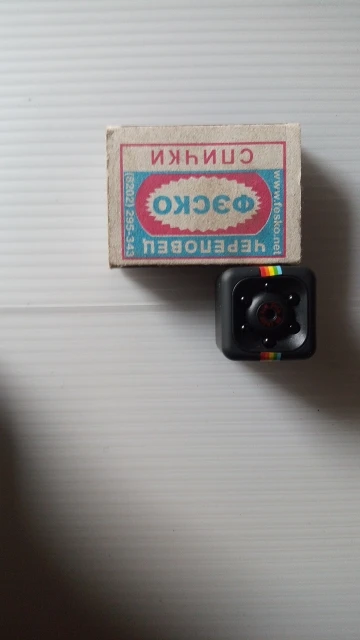 ЧЕРЕПОВЕЦ
ФЭСКО
СПИЧКИ
www.fesko.net
(8202) 295-343